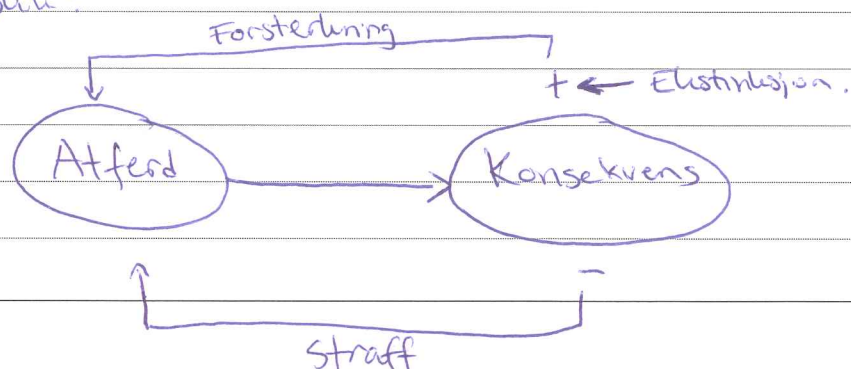 Forsterkning
+ ← Ekstinksjon.
Atferd
Konsekvens
-
Straff